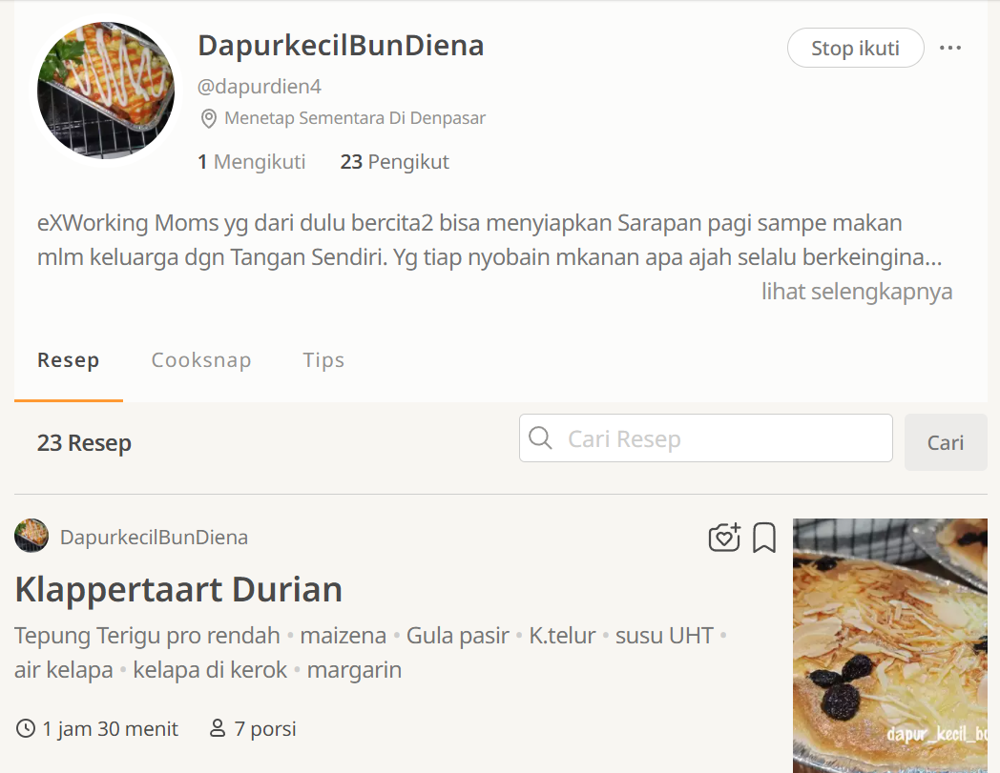 DapurkecilBunDiena
Stop ikuti
@dapurdien4
Menetap Sementara Di Denpasar
1 Mengikuti 23 Pengikut
eXWorking Moms yg dari dulu bercita2 bisa menyiapkan Sarapan pagi sampe makan
mlm keluarga dgn Tangan Sendiri. Yg tiap nyobain mkanan apa ajah selalu berkeingina...
lihat selengkapnya
Resep Cooksnap Tips
23 Resep
Cari Resep
Cari
DapurkecilBunDiena
Klappertaart Durian
Tepung Terigu pro rendah • maizena • Gula pasir • K.telur • susu UHT •
air kelapa • kelapa di kerok • margarin
1 jam 30 menit 7 porsi
dapur_kecil_bu